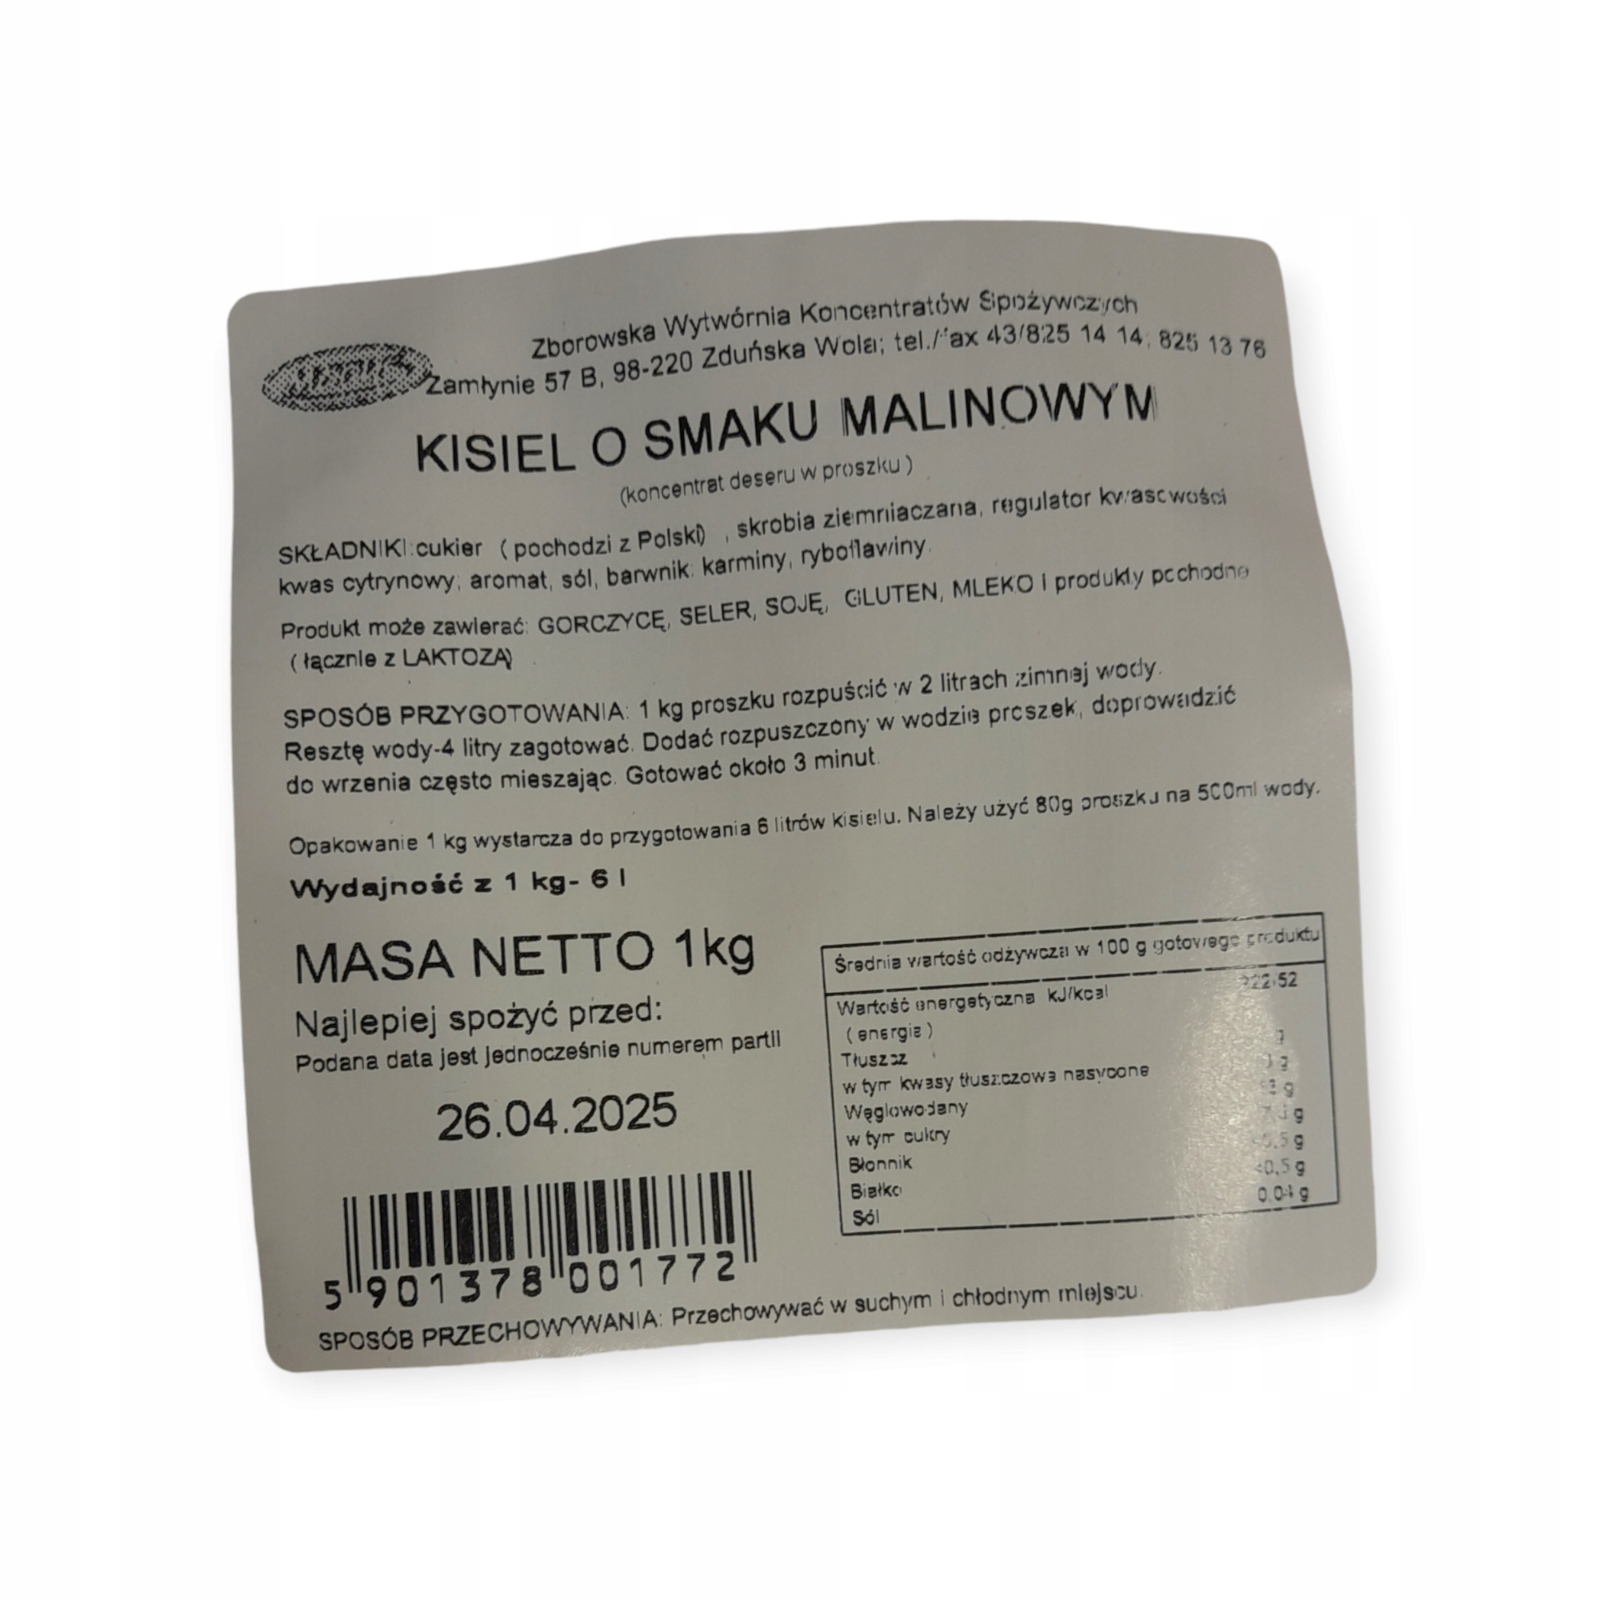 Zborowska Wytwórnia Koncentratów Spożywczych
Zamłynie 57 B, 98-220 Zduńska Wola; tel./fax 43/825 14 14; 825 13 76
KISIEL O SMAKU MALINOWYM
(koncentrat deseru w proszku)
SKŁADNIKI:cukier (pochodzi z Polski) , skrobia ziemniaczana, regulator kwasowości
kwas cytrynowy; aromat, sól, barwnik: karminy, ryboflawiny.
Produkt może zawierać: GORCZYCĘ, SELER, SOJĘ, GLUTEN, MLEKO I produkty pochodne
(łącznie z LAKTOZĄ)
SPOSÓB PRZYGOTOWANIA: 1 kg proszku rozpuścić w 2 litrach zimnej wody.
Resztę wody-4 litry zagotować. Dodać rozpuszczony w wodzie proszek, doprowadzić
do wrzenia często mieszając. Gotować około 3 minut.
Opakowanie 1 kg wystarcza do przygotowania 6 litrów kisielu. Należy użyć 80g proszku na 500ml wody.
Wydajność z 1 kg- 6 l
MASA NETTO 1kg
Najlepiej spożyć przed:
Podana data jest jednocześnie numerem partii
26.04.2025
5 901378 001772
SPOSÓB PRZECHOWYWANIA: Przechowywać w suchym i chłodnym miejscu.
Średnia wartość odżywcza w 100 g gotowego produktu
Wartość energetyczna kJ/kcal
(energia)
Tłuszcz g
w tym kwasy tłuszczowe nasycone g
Węglowodany g
w tym cukry g
Błonnik g
Białko <0,5 g
Sól 0,04 g